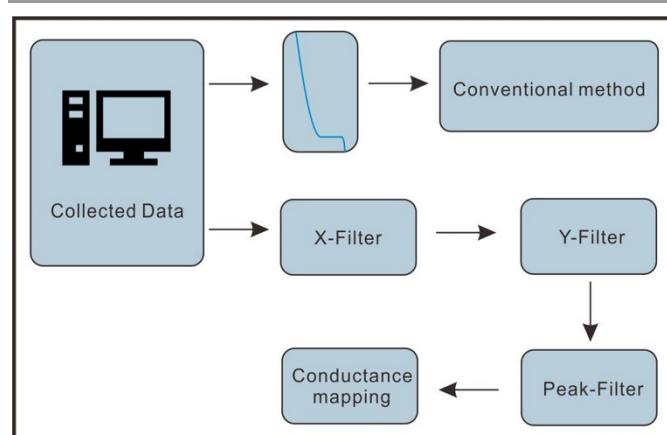 Collected Data
Conventional method
X-Filter
Y-Filter
Conductance
mapping
Peak-Filter